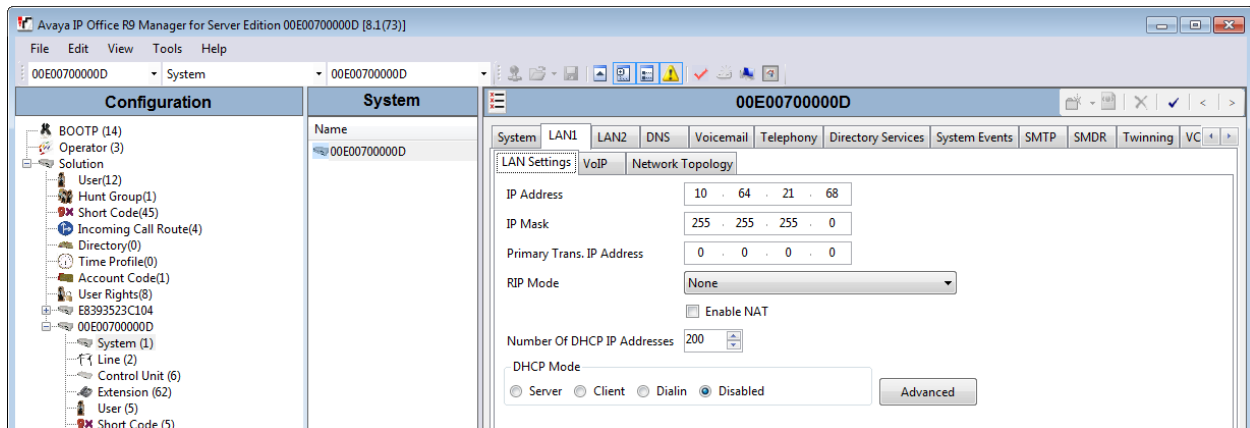 Avaya IP Office R9 Manager for Server Edition 00E00700000D [8.1(73)]
File Edit View Tools Help
00E00700000D System 00E00700000D
Configuration System 00E00700000D
BOOTP (14)
Operator (3)
Solution
User(12)
Hunt Group(1)
Short Code(45)
Incoming Call Route(4)
Directory(0)
Time Profile(0)
Account Code(1)
User Rights(8)
E8393523C104
00E00700000D
System (1)
Line (2)
Control Unit (6)
Extension (62)
User (5)
Short Code (5)
Name
00E00700000D
System LAN1 LAN2 DNS Voicemail Telephony Directory Services System Events SMTP SMDR Twinning VC
LAN Settings VoIP Network Topology
IP Address 10 . 64 . 21 . 68
IP Mask 255 . 255 . 255 . 0
Primary Trans. IP Address 0 . 0 . 0 . 0
RIP Mode None
Enable NAT
Number Of DHCP IP Addresses 200
DHCP Mode
Server Client Dialin Disabled Advanced